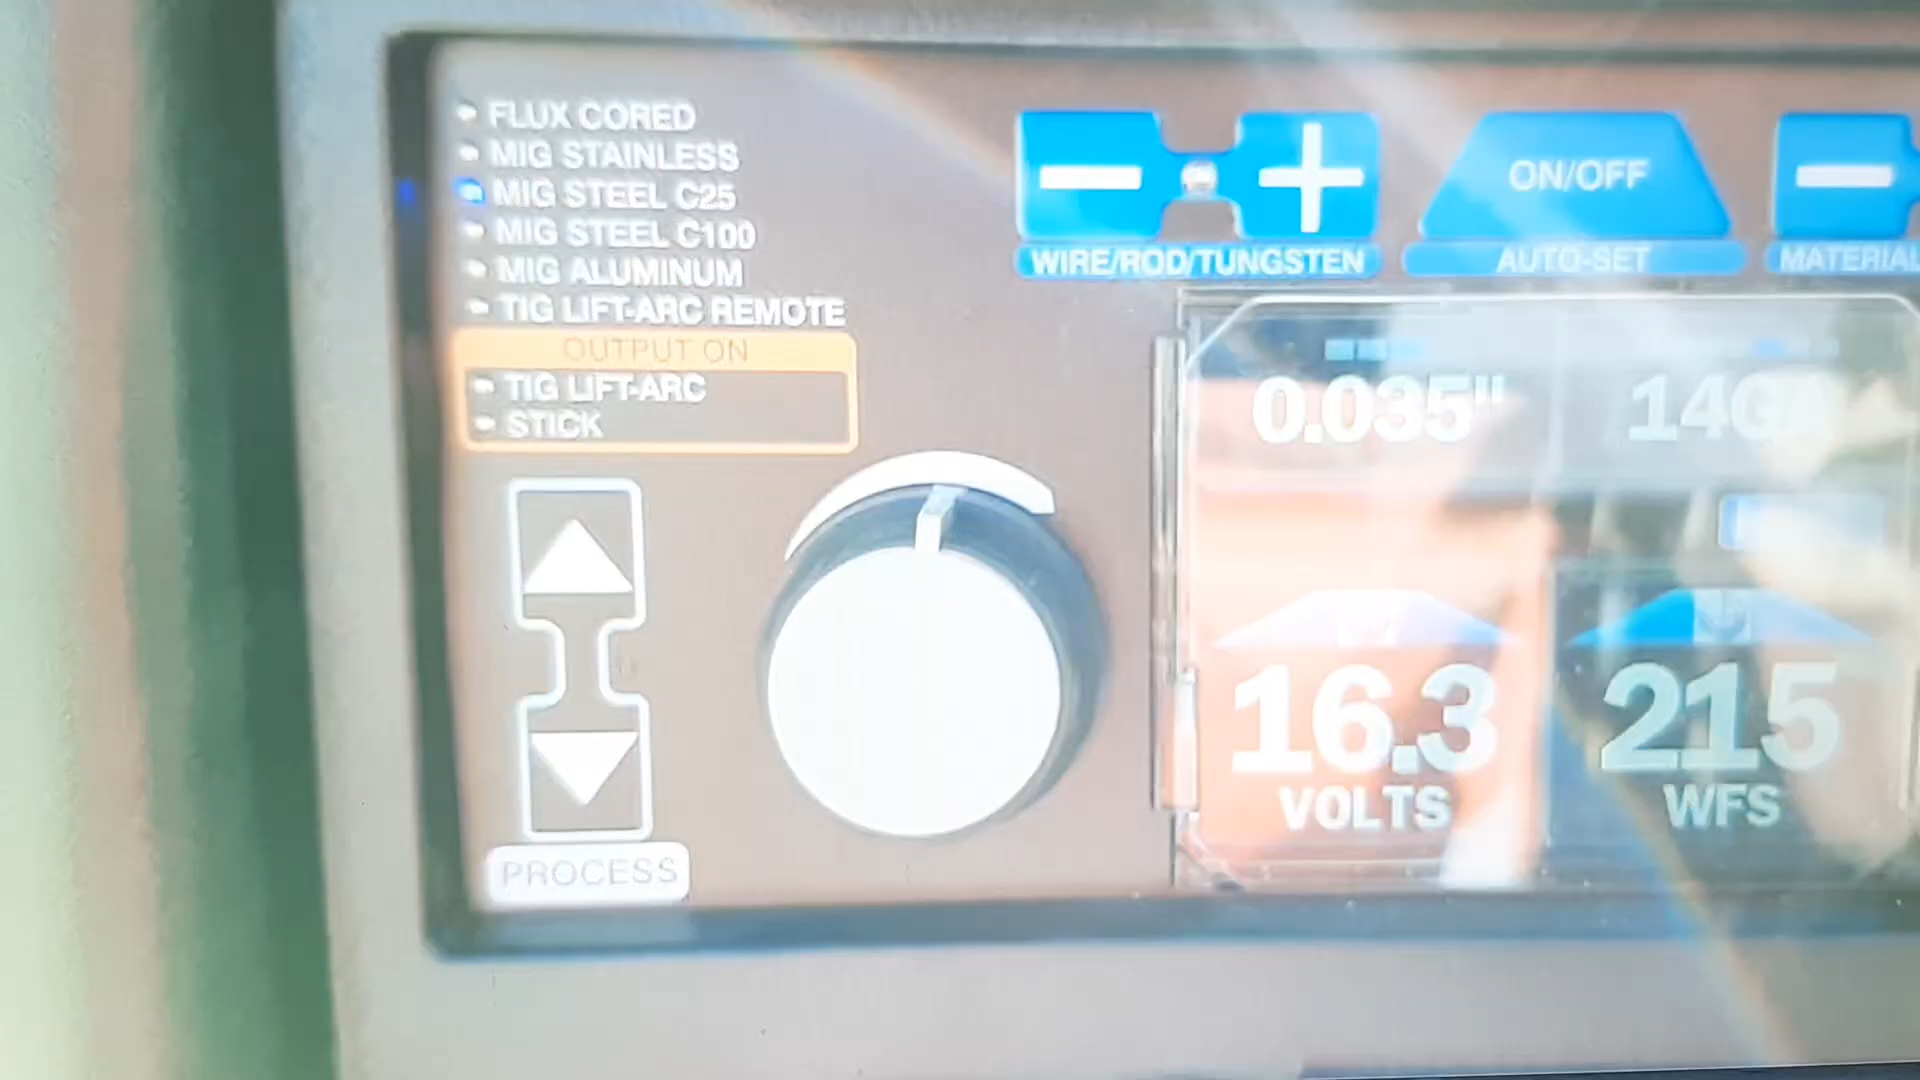 FLUX CORED
MIG STAINLESS
MIG STEEL C25
MIG STEEL C100
MIG ALUMINUM
TIG LIFT-ARC REMOTE
OUTPUT ON
TIG LIFT-ARC
STICK
PROCESS
WIRE/ROD/TUNGSTEN
ON/OFF
AUTO-SET
MATERIAL
0.035"
14GA
16.3
VOLTS
215
WFS